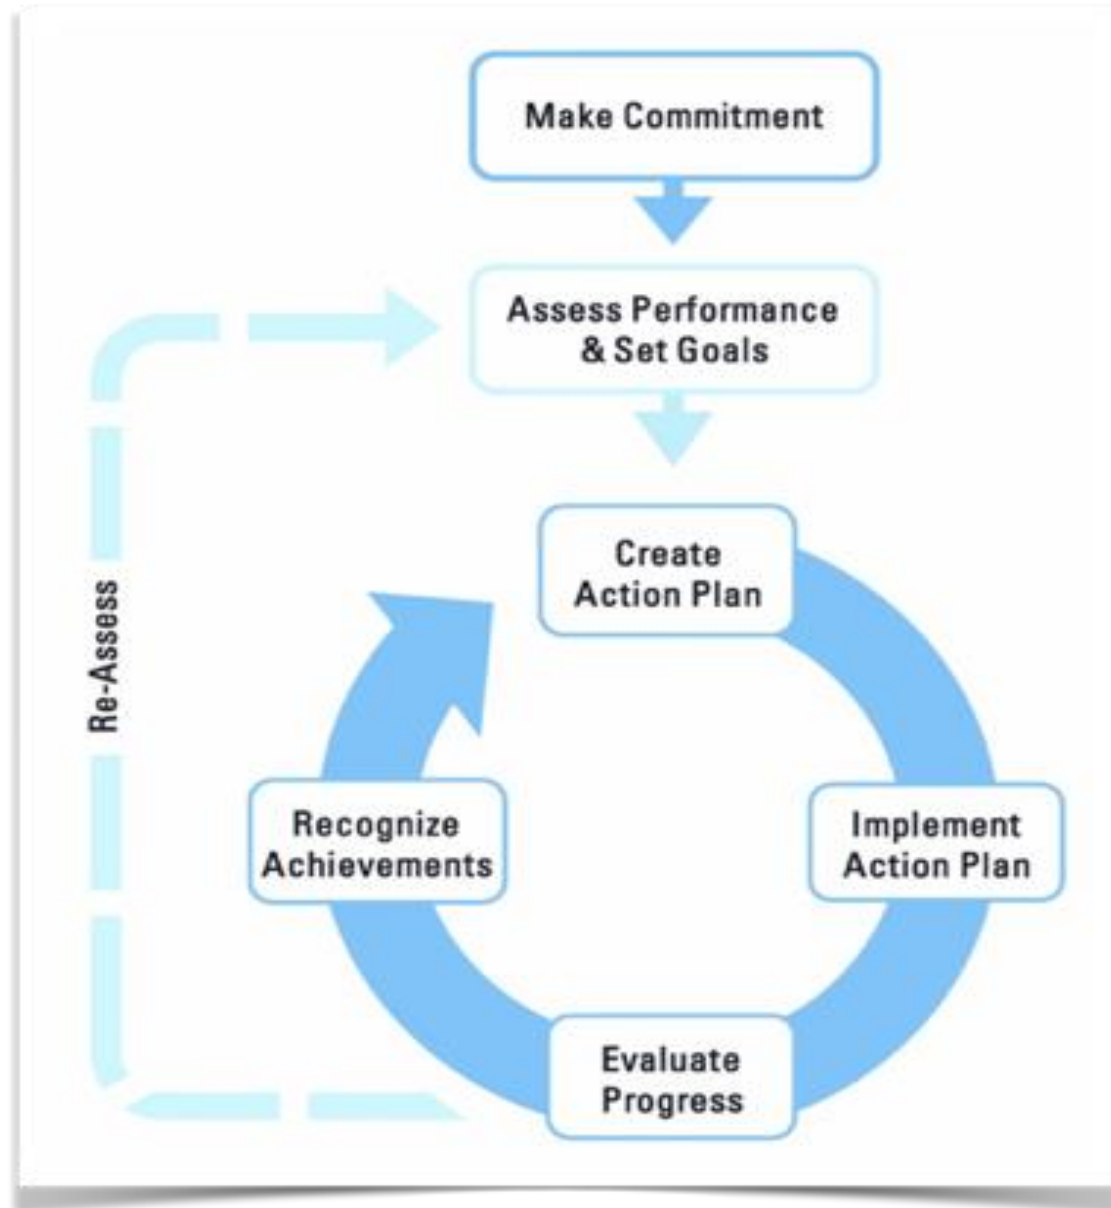 Make Commitment
Assess Performance
& Set Goals
Create
Action Plan
Re-Assess
Recognize
Achievements
Implement
Action Plan
Evaluate
Progress